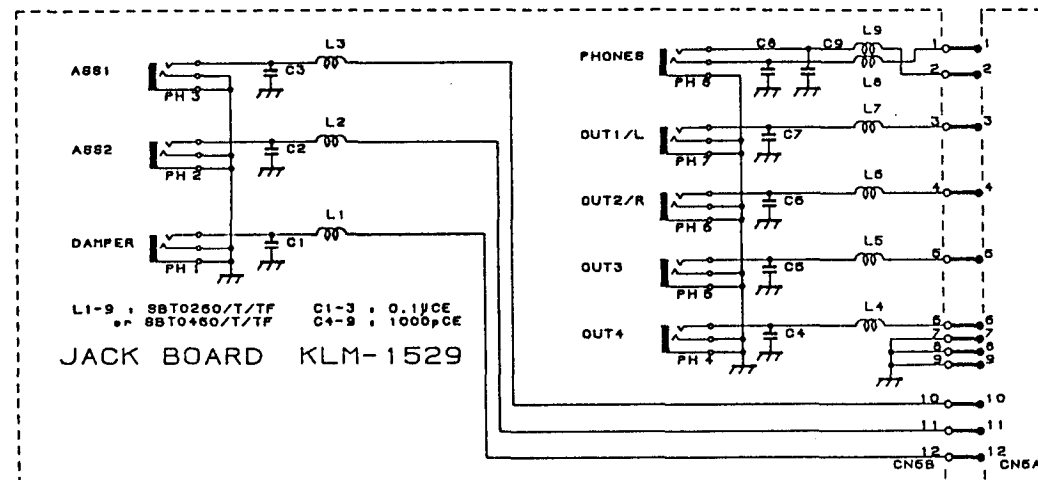 ASS1
L3
C3
PH 3
ASS2
L2
C2
PH 2
DAMPER
L1
C1
PH 1
L1-9 : SBT0260/T/TF
or SBT0460/T/TF
C1-3 : 0.1μCE
C4-9 : 1000pCE
JACK BOARD KLM-1529
PHONES
C8
C9
L9
L8
PH 8
OUT1/L
L7
C7
PH 7
OUT2/R
L6
C6
PH 6
OUT3
L5
C5
PH 5
OUT4
L4
C4
PH 4
1 1
2 2
3 3
4 4
5 5
6 6
7 7
8 8
9 9
10 10
11 11
12 12
CN6B CN6A